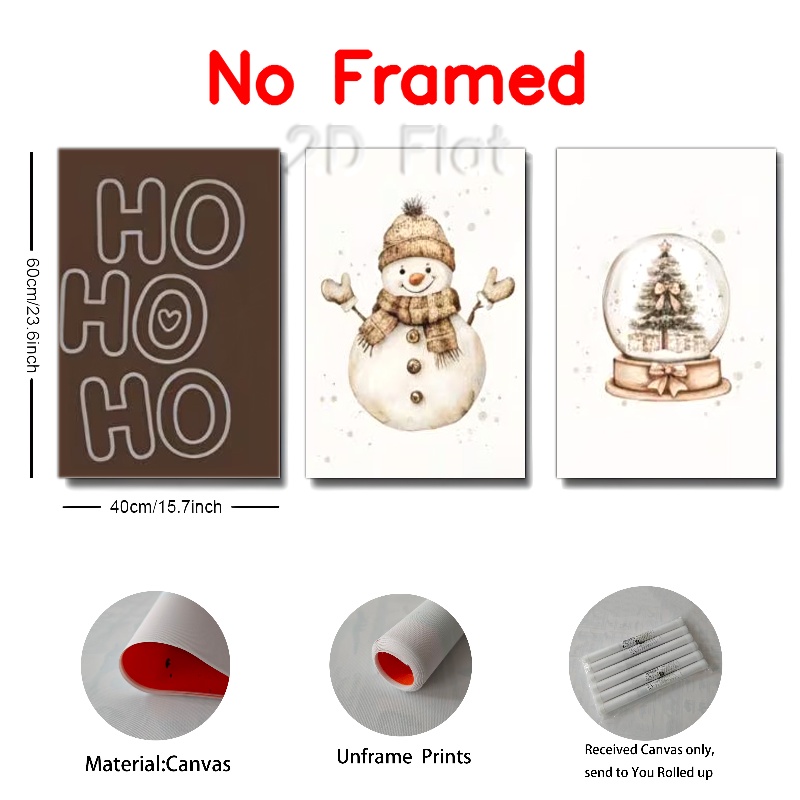 No Framed
2D Flat
HO
HO
HO
60cm/23.6inch
40cm/15.7inch
Material:Canvas
Unframe Prints
Received Canvas only,
send to You Rolled up